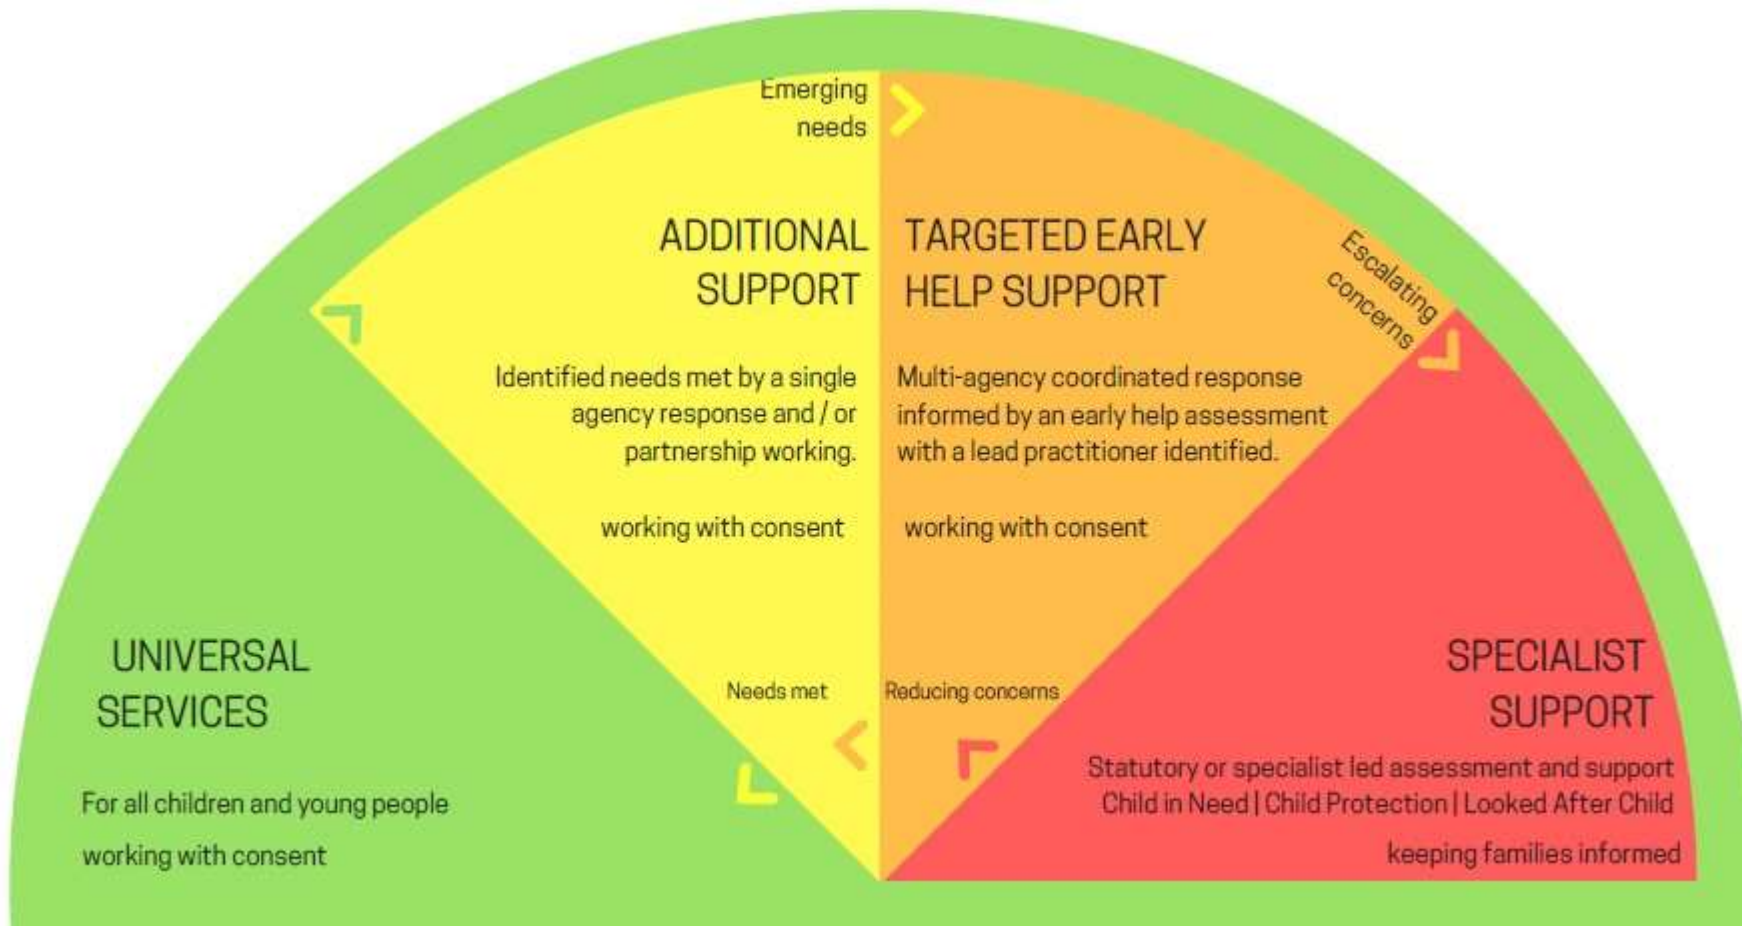 Emerging
needs
ADDITIONAL
SUPPORT
Identified needs met by a single
agency response and / or
partnership working.
working with consent
Needs met
TARGETED EARLY
HELP SUPPORT
Multi-agency coordinated response
informed by an early help assessment
with a lead practitioner identified.
working with consent
Reducing concerns
Escalating
concerns
UNIVERSAL
SERVICES
For all children and young people
working with consent
SPECIALIST
SUPPORT
Statutory or specialist led assessment and support
Child in Need | Child Protection | Looked After Child
keeping families informed